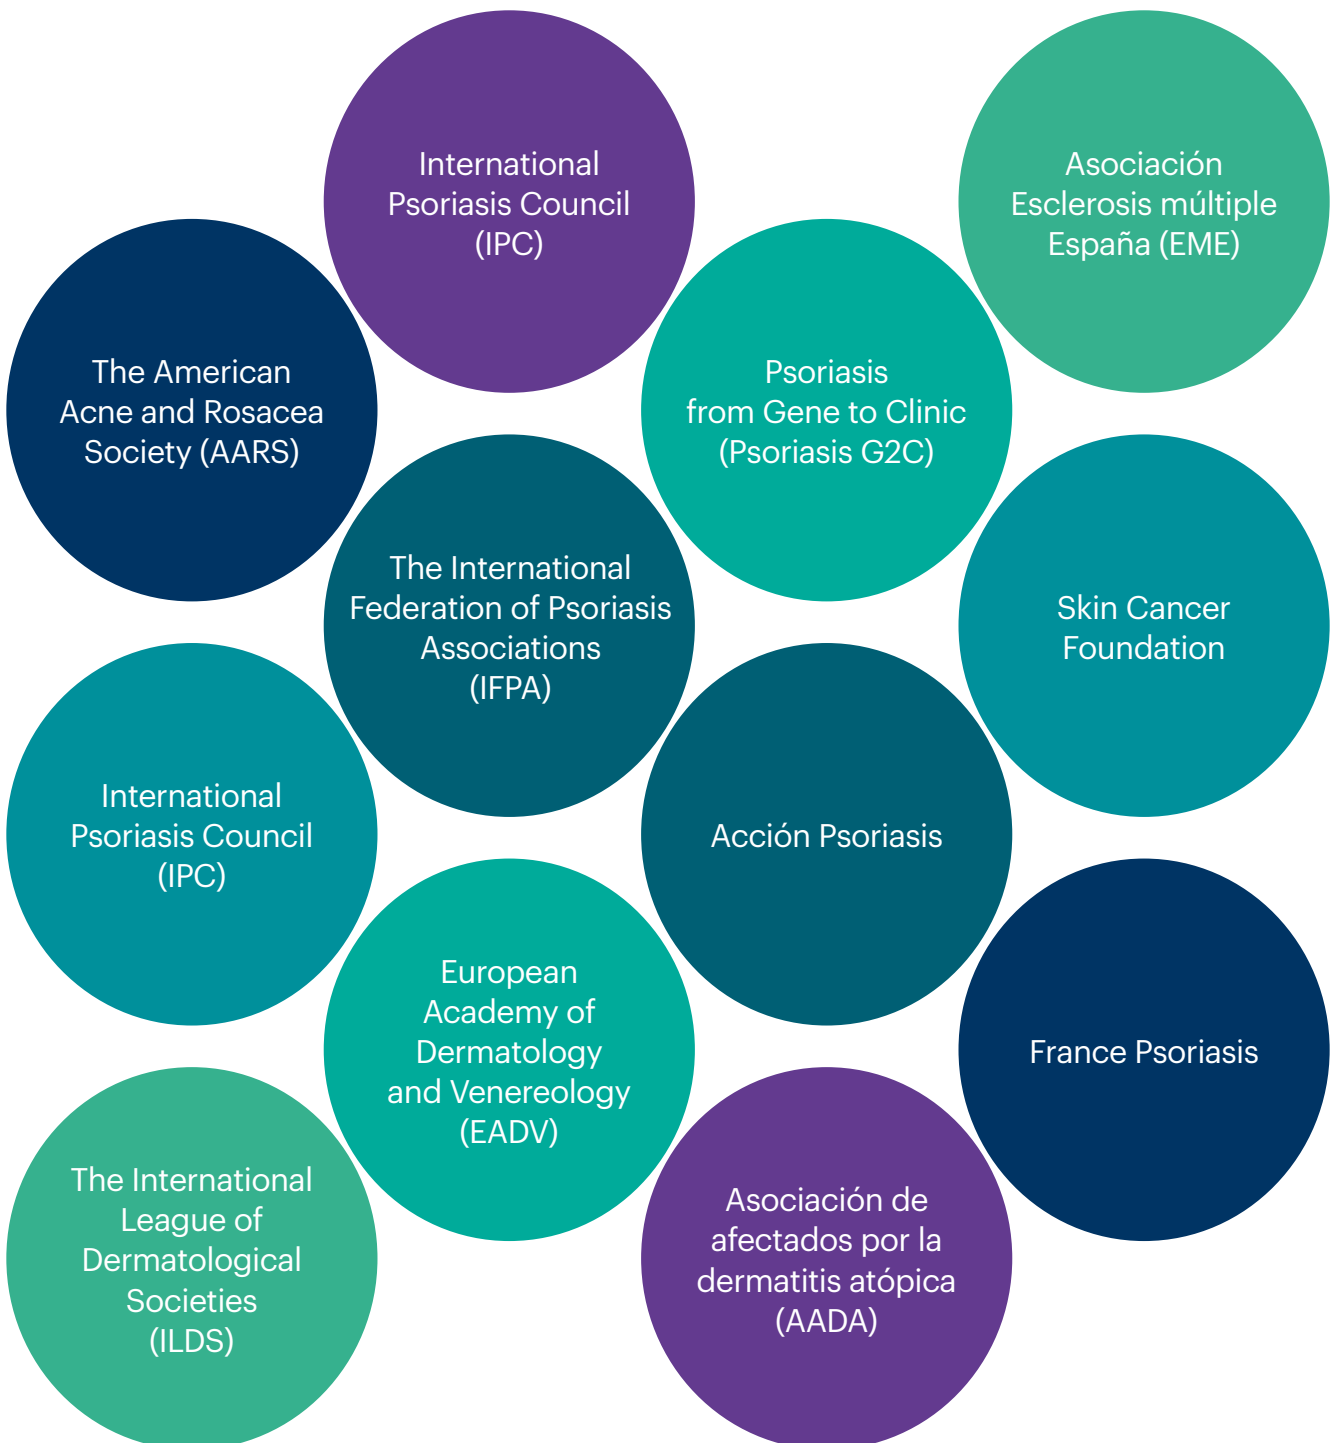 International
Psoriasis Council
(IPC)
Asociación
Esclerosis múltiple
España (EME)
The American
Acne and Rosacea
Society (AARS)
Psoriasis
from Gene to Clinic
(Psoriasis G2C)
The International
Federation of Psoriasis
Associations
(IFPA)
Skin Cancer
Foundation
International
Psoriasis Council
(IPC)
Acción Psoriasis
European
Academy of
Dermatology
and Venereology
(EADV)
France Psoriasis
The International
League of
Dermatological
Societies
(ILDS)
Asociación de
afectados por la
dermatitis atópica
(AADA)